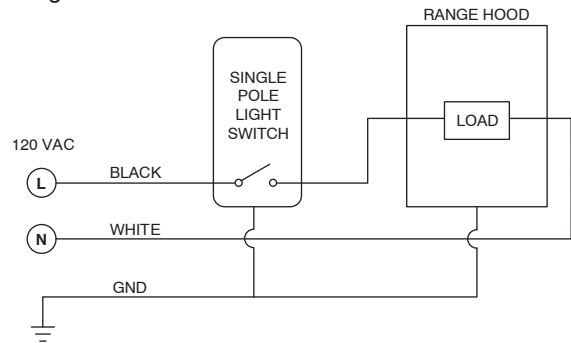 RANGE HOOD
SINGLE
POLE
LIGHT
SWITCH
LOAD
120 VAC
L
BLACK
N
WHITE
GND